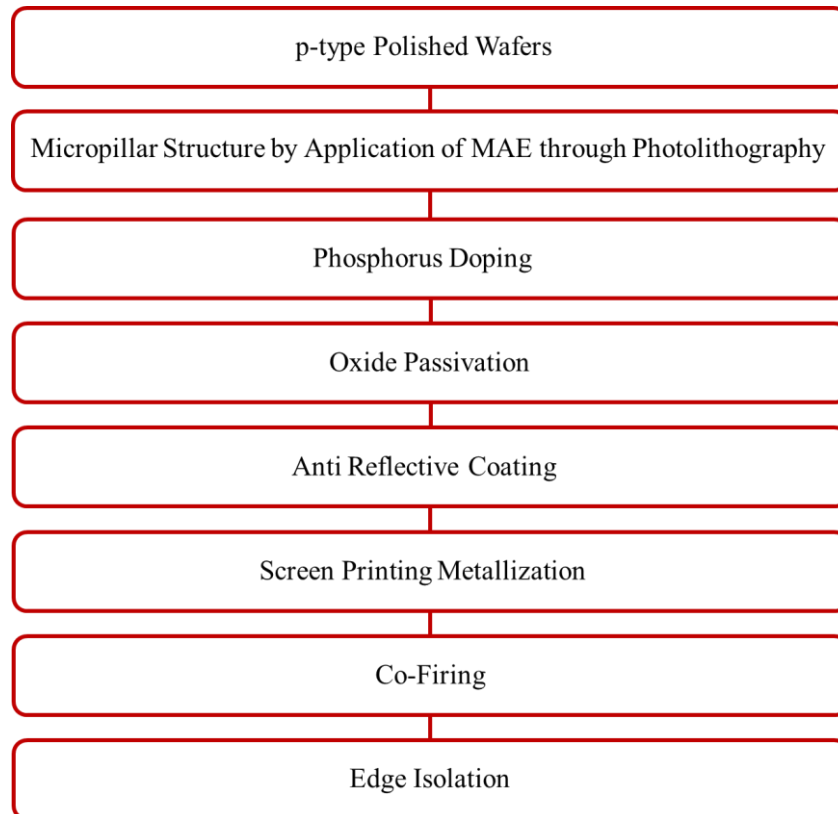 p-type Polished Wafers
Micropillar Structure by Application of MAE through Photolithography
Phosphorus Doping
Oxide Passivation
Anti Reflective Coating
Screen Printing Metallization
Co-Firing
Edge Isolation